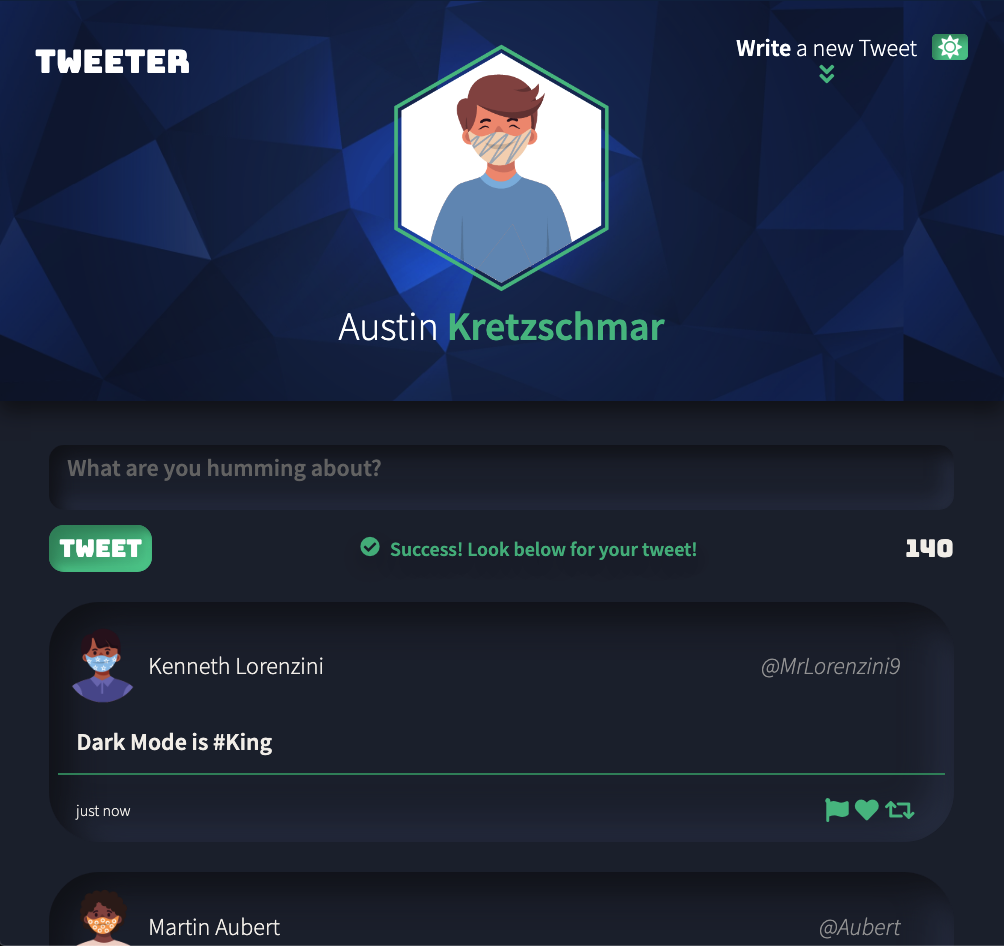 TWEETER
Write a new Tweet
Austin Kretzschmar
What are you humming about?
TWEET
Success! Look below for your tweet!
140
Kenneth Lorenzini
@MrLorenzini9
Dark Mode is #King
just now
Martin Aubert
@Aubert